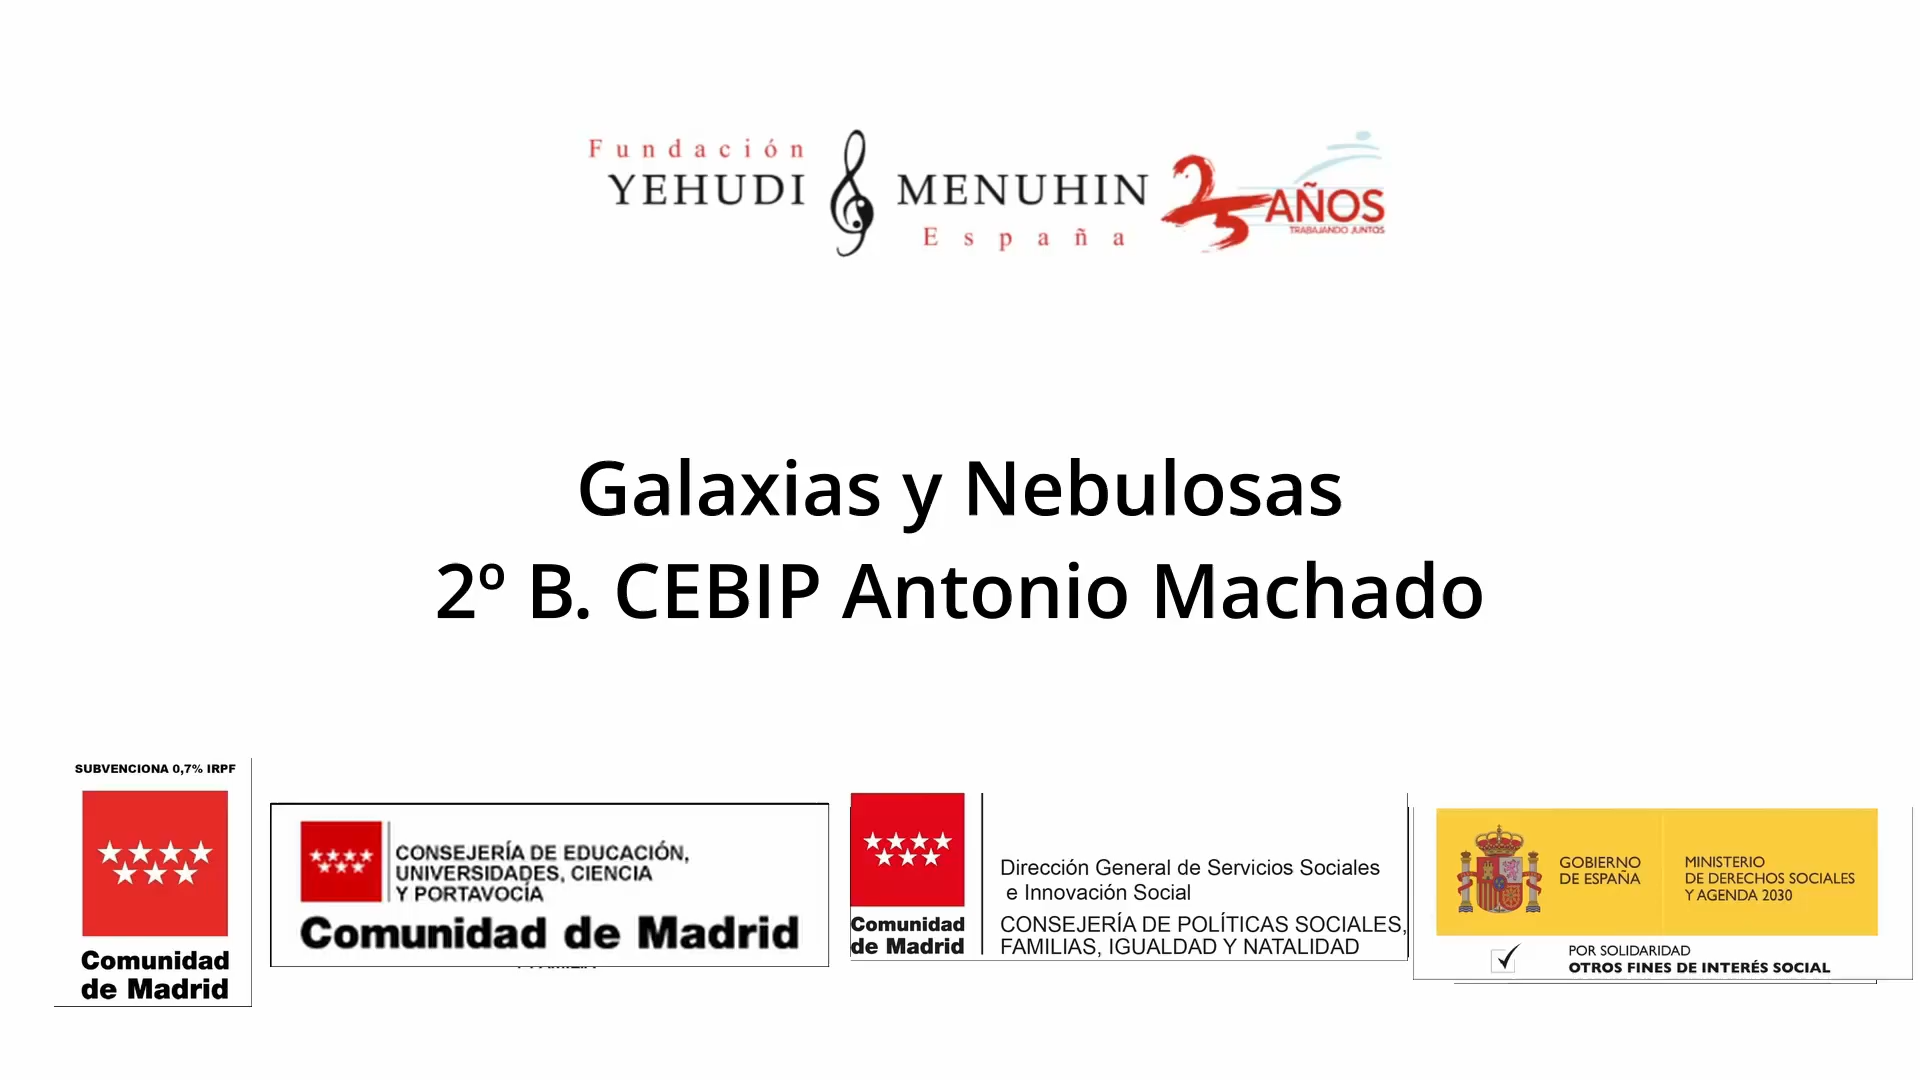 Fundación
YEHUDI MENUHIN
España
25 AÑOS
TRABAJANDO JUNTOS
Galaxias y Nebulosas
2º B. CEBIP Antonio Machado
SUBVENCIONA 0,7% IRPF
Comunidad
de Madrid
CONSEJERÍA DE EDUCACIÓN,
UNIVERSIDADES, CIENCIA
Y PORTAVOCÍA
Comunidad de Madrid
Comunidad
de Madrid
Dirección General de Servicios Sociales
e Innovación Social
CONSEJERÍA DE POLÍTICAS SOCIALES,
FAMILIAS, IGUALDAD Y NATALIDAD
GOBIERNO
DE ESPAÑA
MINISTERIO
DE DERECHOS SOCIALES
Y AGENDA 2030
POR SOLIDARIDAD
OTROS FINES DE INTERÉS SOCIAL